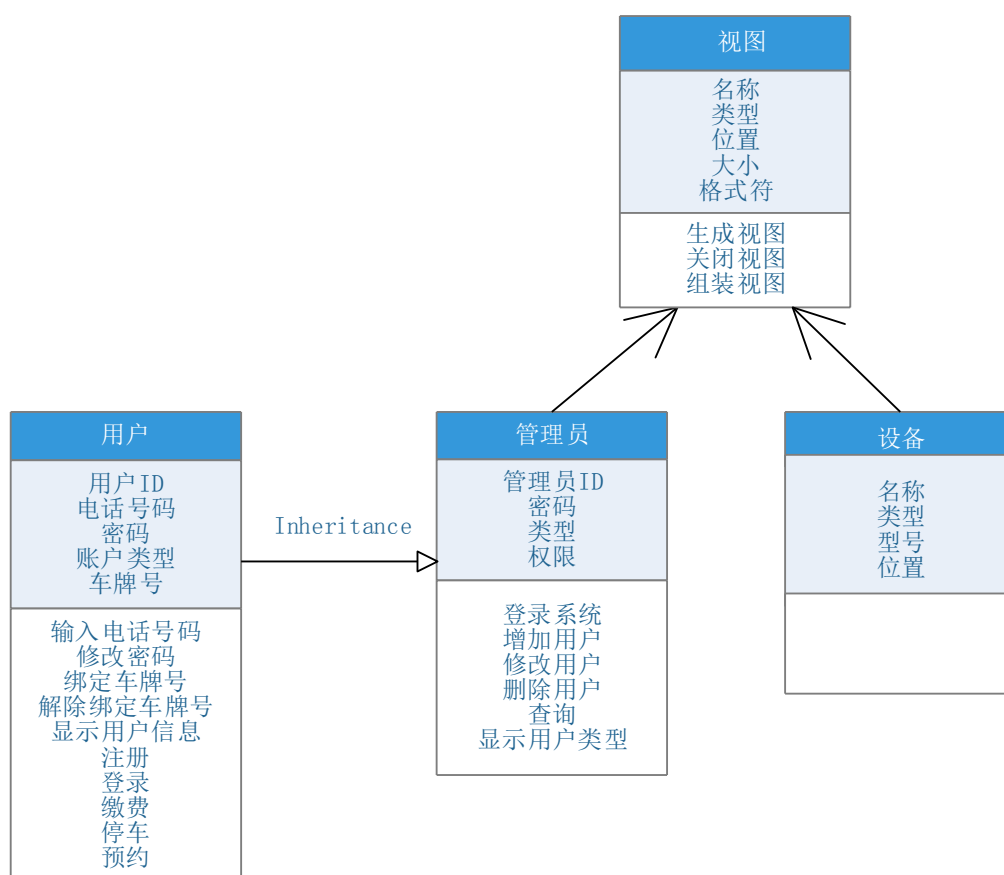 视图
名称
类型
位置
大小
格式符
生成视图
关闭视图
组装视图
用户
用户ID
电话号码
密码
账户类型
车牌号
输入电话号码
修改密码
绑定车牌号
解除绑定车牌号
显示用户信息
注册
登录
缴费
停车
预约
Inheritance
管理员
管理员ID
密码
类型
权限
登录系统
增加用户
修改用户
删除用户
查询
显示用户类型
设备
名称
类型
型号
位置